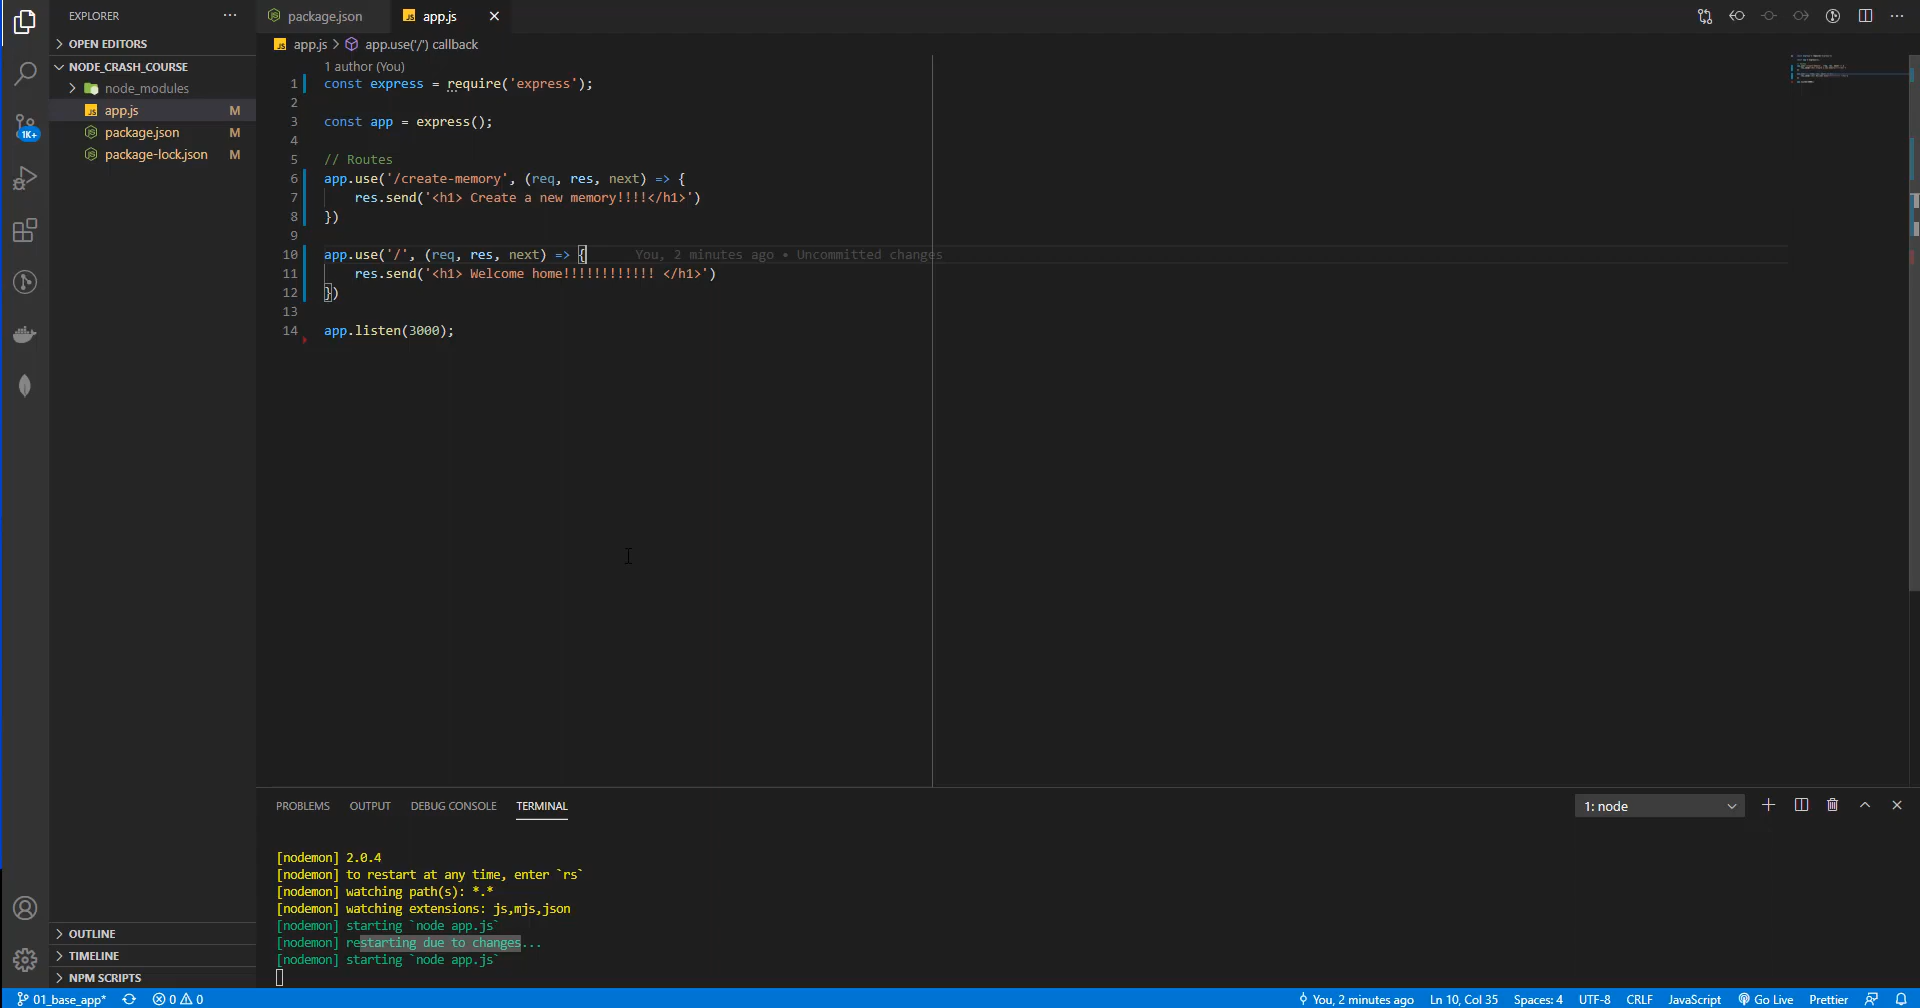 EXPLORER
OPEN EDITORS
NODE_CRASH_COURSE
node_modules
app.js M
package.json M
package-lock.json M
1K+
OUTLINE
TIMELINE
NPM SCRIPTS
package.json
app.js
app.js > app.use('/') callback
1 author (You)
1 const express = require('express');
2
3 const app = express();
4
5 // Routes
6 app.use('/create-memory', (req, res, next) => {
7 res.send('<h1> Create a new memory!!!!</h1>')
8 })
9
10 app.use('/', (req, res, next) => { You, 2 minutes ago • Uncommitted changes
11 res.send('<h1> Welcome home!!!!!!!!!!!! </h1>')
12 })
13
14 app.listen(3000);
PROBLEMS OUTPUT DEBUG CONSOLE TERMINAL
1: node
[nodemon] 2.0.4
[nodemon] to restart at any time, enter `rs`
[nodemon] watching path(s): *.*
[nodemon] watching extensions: js,mjs,json
[nodemon] starting `node app.js`
[nodemon] restarting due to changes...
[nodemon] starting `node app.js`
01_base_app* 0 0 You, 2 minutes ago Ln 10, Col 35 Spaces: 4 UTF-8 CRLF JavaScript Go Live Prettier